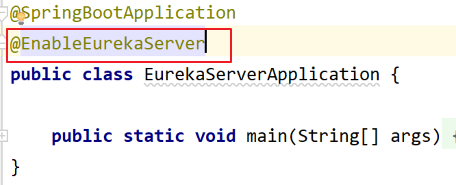 @SpringBootApplication
@EnableEurekaServer
public class EurekaServerApplication {
public static void main(String[] args) {
}